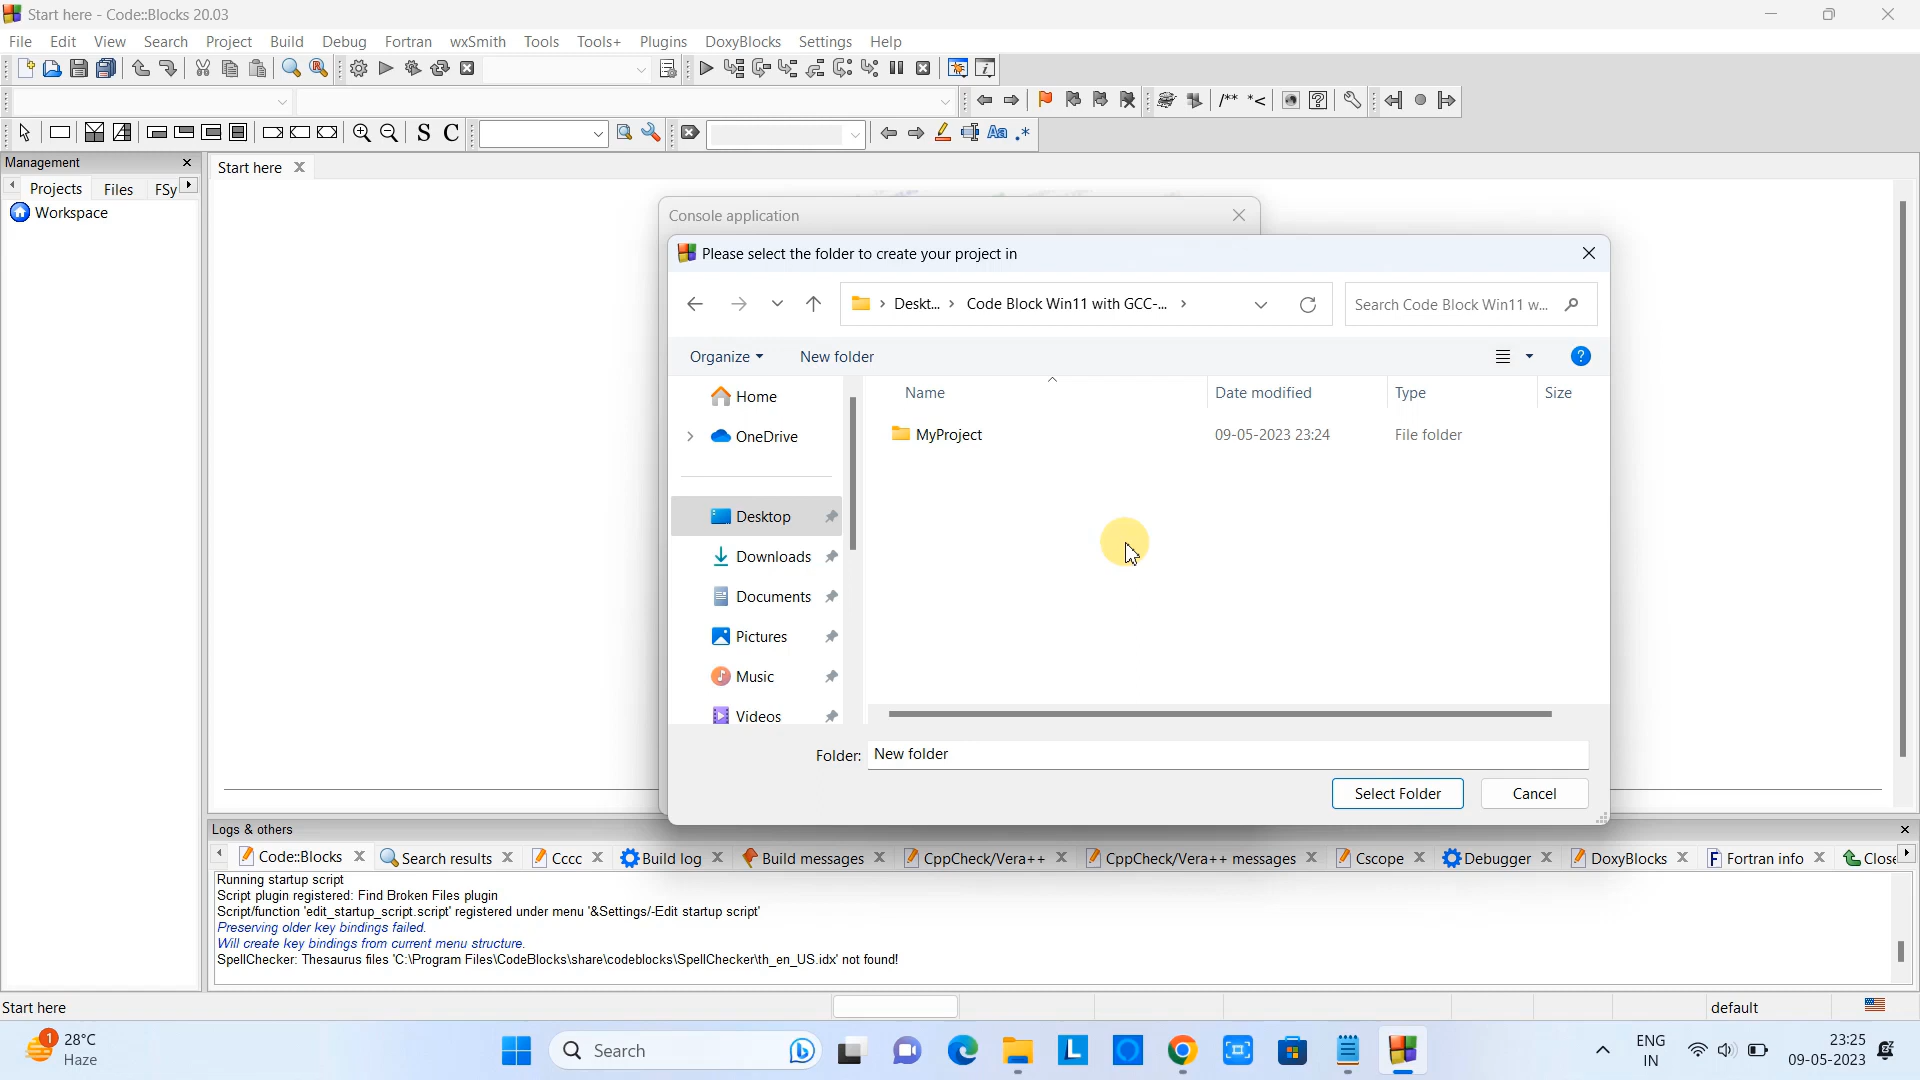 Start here - Code::Blocks 20.03
File Edit View Search Project Build Debug Fortran wxSmith Tools Tools+ Plugins DoxyBlocks Settings Help
/** *<
S C
Aa .*
Management
Projects Files FSy
Workspace
Start here
Console application
Please select the folder to create your project in
Deskt... Code Block Win11 with GCC-...
Search Code Block Win11 w...
Organize New folder
Home
OneDrive
Desktop
Downloads
Documents
Pictures
Music
Videos
Name Date modified Type Size
MyProject 09-05-2023 23:24 File folder
Folder: New folder
Select Folder Cancel
Logs & others
Code::Blocks Search results Cccc Build log Build messages CppCheck/Vera++ CppCheck/Vera++ messages Cscope Debugger DoxyBlocks Fortran info Close
Running startup script
Script plugin registered: Find Broken Files plugin
Script/function 'edit_startup_script.script' registered under menu '&Settings/-Edit startup script'
Preserving older key bindings failed.
Will create key bindings from current menu structure.
SpellChecker: Thesaurus files 'C:\Program Files\CodeBlocks\share\codeblocks\SpellChecker\th_en_US.idx' not found!
Start here
default
1
28°C
Haze
Search
L
ENG
IN
23:25
09-05-2023